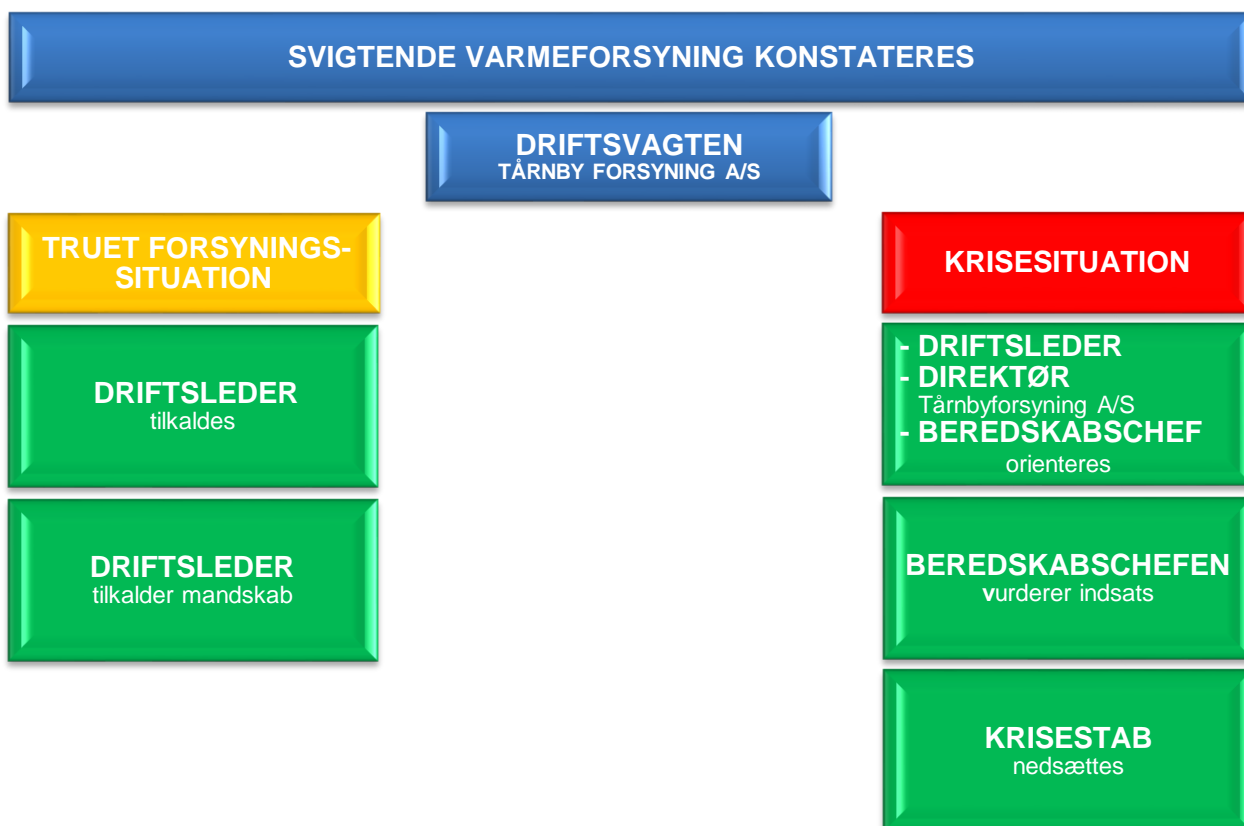 SVIGTENDE VARMEFORSYNING KONSTATERES
DRIFTSVAGTEN
TÅRNBY FORSYNING A/S
TRUET FORSYNINGS-
SITUATION
DRIFTSLEDER
tilkaldes
DRIFTSLEDER
tilkalder mandskab
KRISESITUATION
- DRIFTSLEDER
- DIREKTØR
Tårnbyforsyning A/S
- BEREDSKABSCHEF
orienteres
BEREDSKABSCHEFEN
vurderer indsats
KRISESTAB
nedsættes